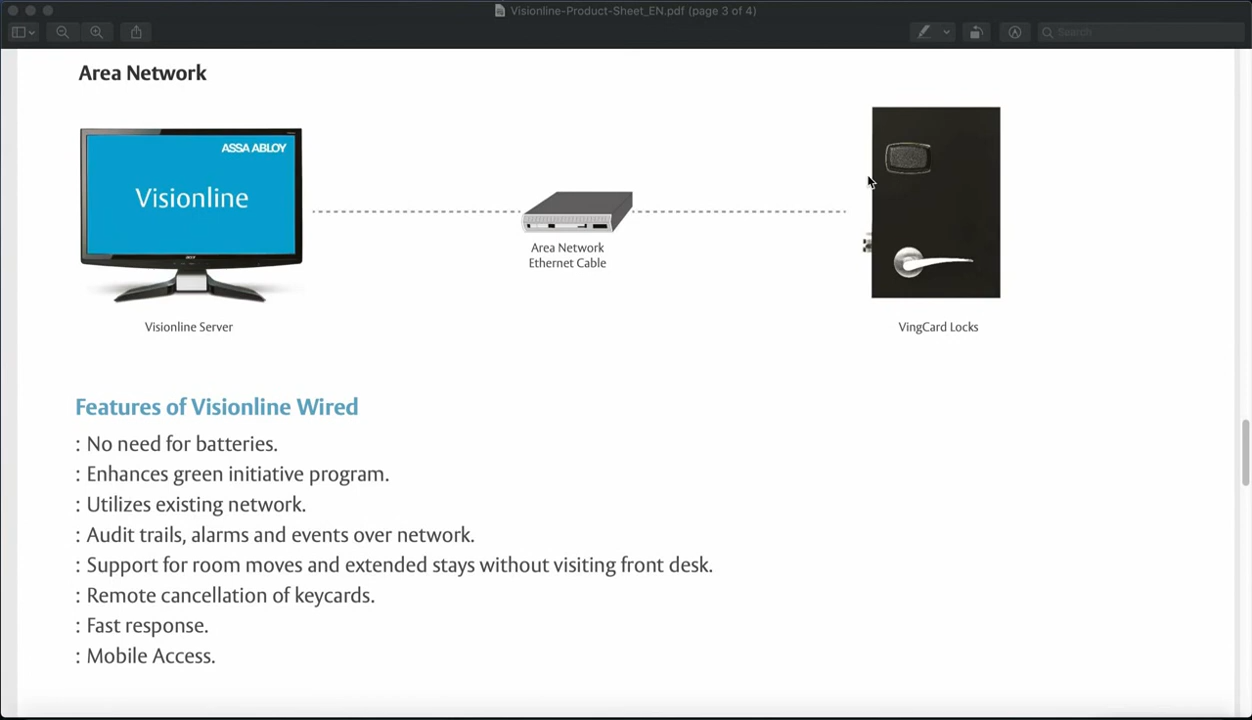 Visionline-Product-Sheet_EN.pdf (page 3 of 4)
Search
Area Network
ASSA ABLOY
Visionline
acer
Area Network
Ethernet Cable
Visionline Server
VingCard Locks
Features of Visionline Wired
: No need for batteries.
: Enhances green initiative program.
: Utilizes existing network.
: Audit trails, alarms and events over network.
: Support for room moves and extended stays without visiting front desk.
: Remote cancellation of keycards.
: Fast response.
: Mobile Access.